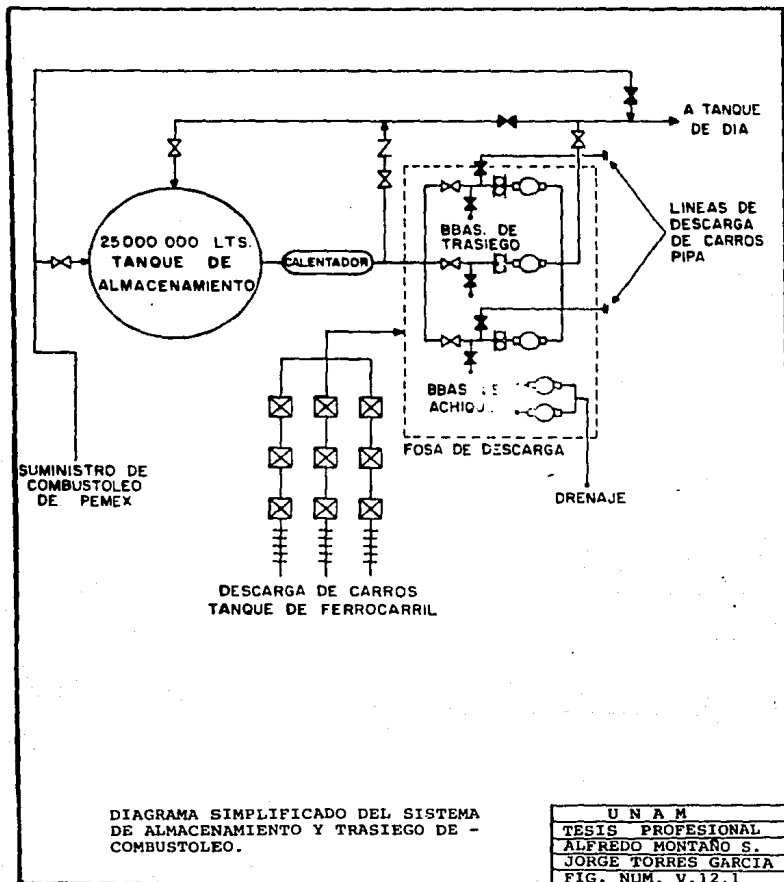 A TANQUE
DE DIA
LINEAS DE
DESCARGA
DE CARROS
PIPA
25000 000 LTS.
TANQUE DE
ALMACENAMIENTO
CALENTADOR
BBAS. DE
TRASIEGO
BBAS
ACHIQU
FOSA DE DESCARGA
DRENAJE
SUMINISTRO DE
COMBUSTOLEO
DE PEMEX
DESCARGA DE CARROS
TANQUE DE FERROCARRIL
DIAGRAMA SIMPLIFICADO DEL SISTEMA
DE ALMACENAMIENTO Y TRASIEGO DE -
COMBUSTOLEO.
U N A M
TESIS PROFESIONAL
ALFREDO MONTAÑO S.
JORGE TORRES GARCIA
FIG. NUM. V.12.1